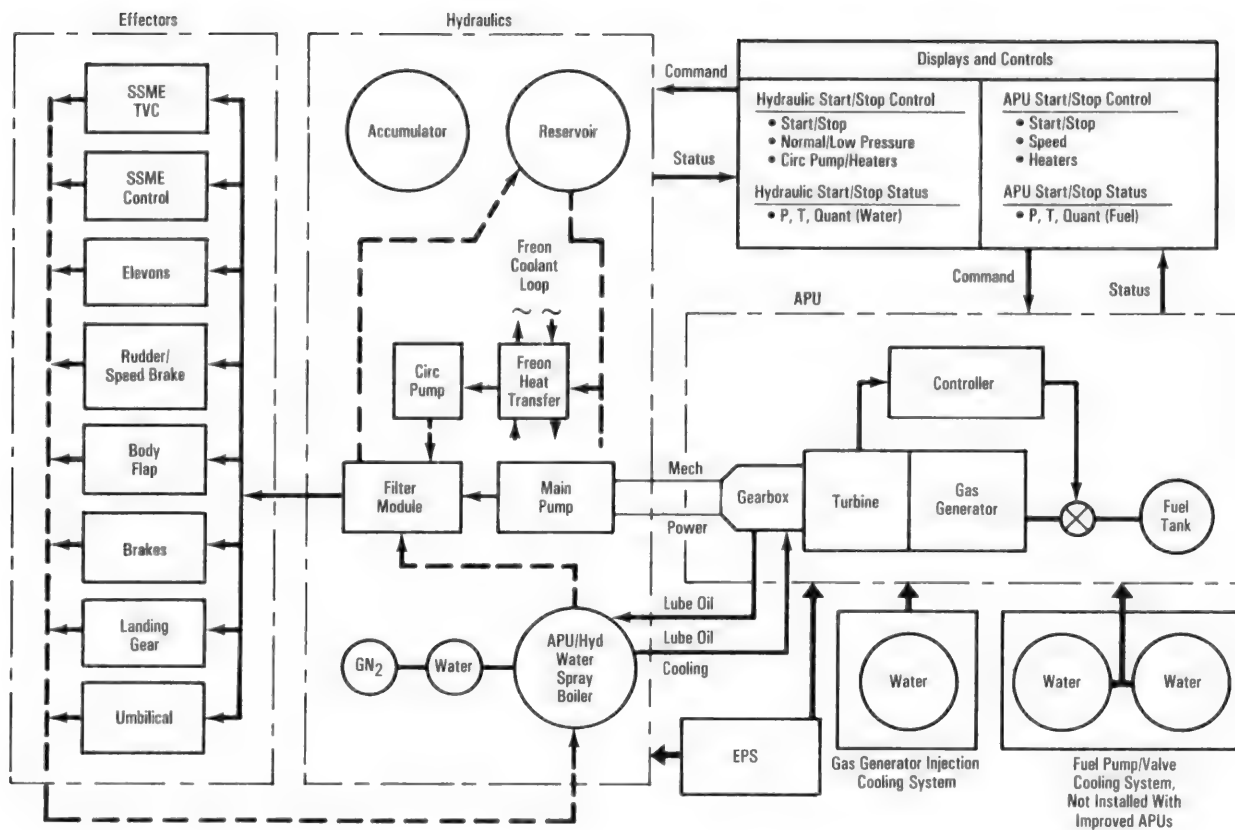 Effectors
SSME
TVC
SSME
Control
Elevons
Rudder/
Speed Brake
Body
Flap
Brakes
Landing
Gear
Umbilical
Hydraulics
Accumulator
Reservoir
Freon
Coolant
Loop
Circ
Pump
Freon
Heat
Transfer
Filter
Module
Main
Pump
GN2
Water
APU/Hyd
Water
Spray
Boiler
Command
Status
Displays and Controls
Hydraulic Start/Stop Control
• Start/Stop
• Normal/Low Pressure
• Circ Pump/Heaters
Hydraulic Start/Stop Status
• P, T, Quant (Water)
APU Start/Stop Control
• Start/Stop
• Speed
• Heaters
APU Start/Stop Status
• P, T, Quant (Fuel)
Command
Status
APU
Controller
Mech
Power
Gearbox
Turbine
Gas
Generator
Fuel
Tank
Lube Oil
Lube Oil
Cooling
EPS
Water
Gas Generator Injection
Cooling System
Water
Water
Fuel Pump/Valve
Cooling System,
Not Installed With
Improved APUs